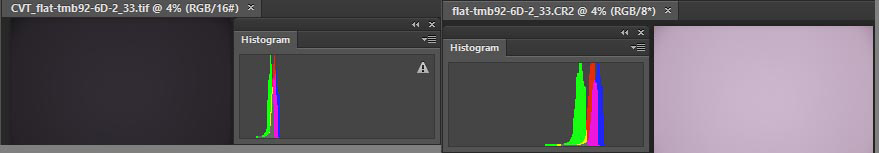 CVT_flat-tmb92-6D-2_33.tif @ 4% (RGB/16#) ×
Histogram
flat-tmb92-6D-2_33.CR2 @ 4% (RGB/8*) ×
Histogram